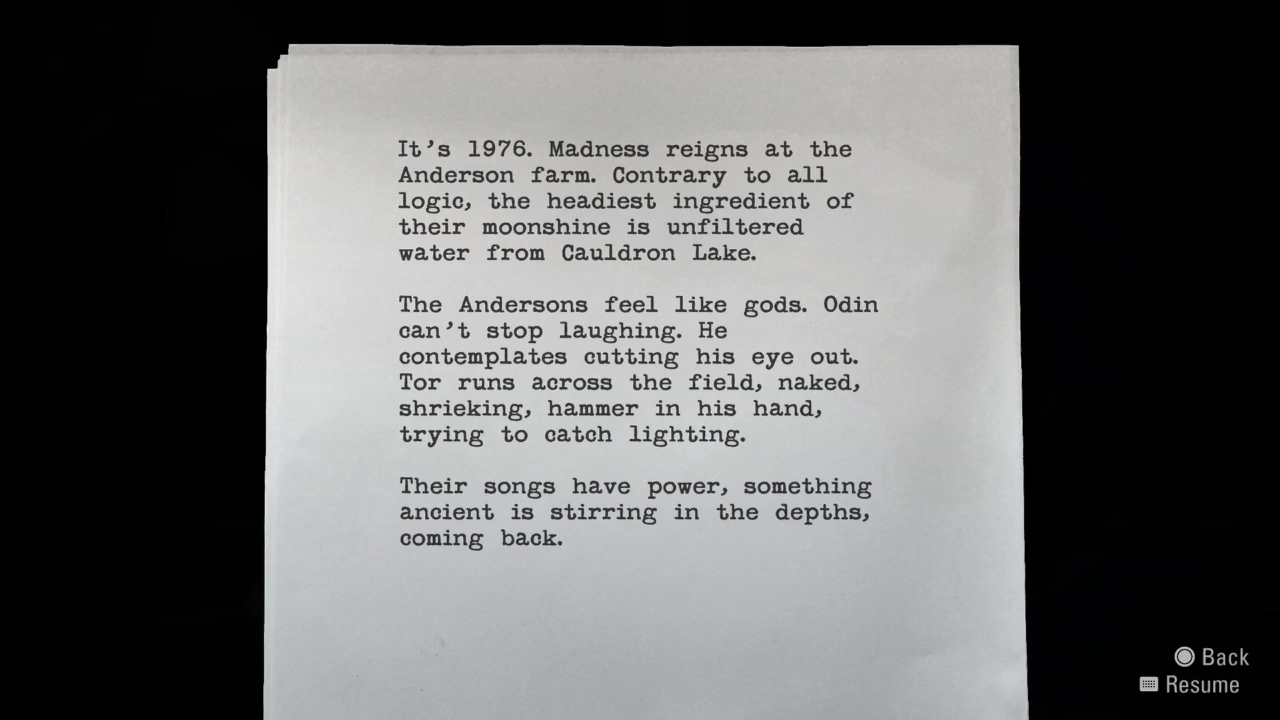 It's 1976. Madness reigns at the
Anderson farm. Contrary to all
logic, the headiest ingredient of
their moonshine is unfiltered
water from Cauldron Lake.
The Andersons feel like gods. Odin
can't stop laughing. He
contemplates cutting his eye out.
Tor runs across the field, naked,
shrieking, hammer in his hand,
trying to catch lighting.
Their songs have power, something
ancient is stirring in the depths,
coming back.
Back
Resume